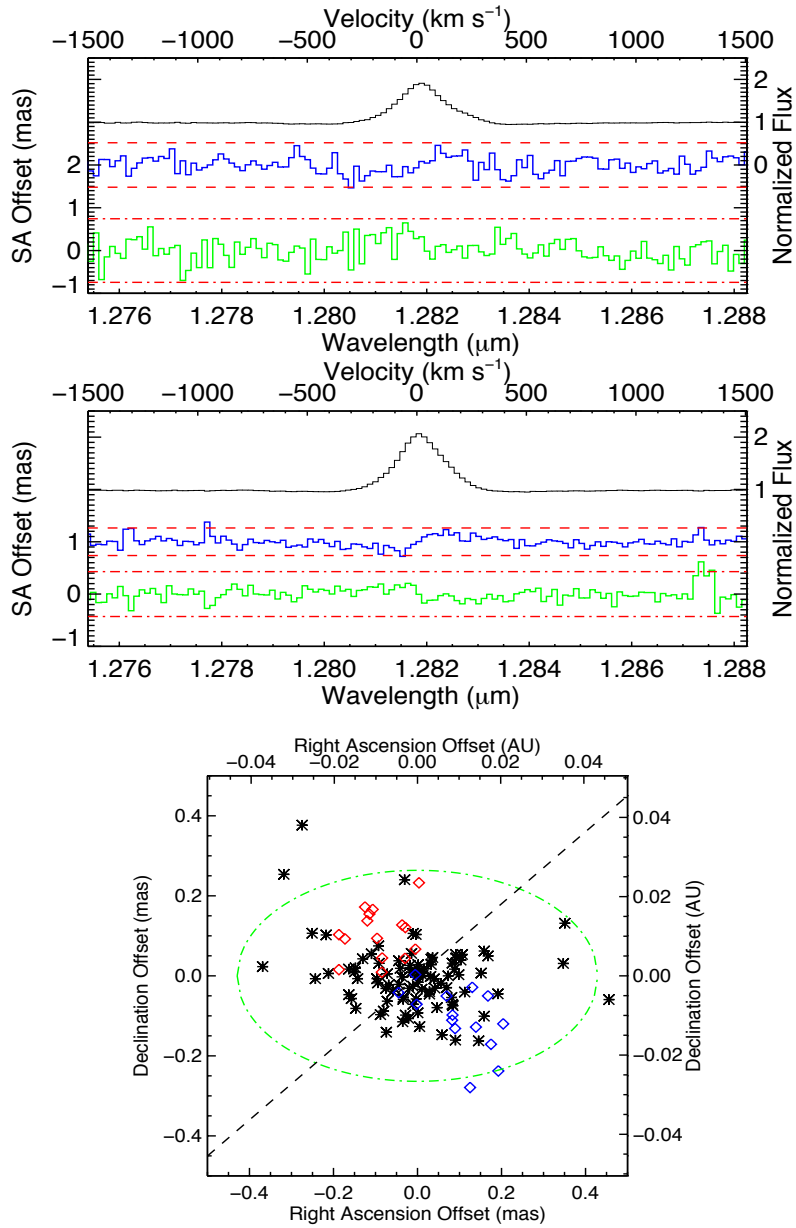 Velocity (km s⁻¹)
−1500 −1000 −500 0 500 1000 1500
SA Offset (mas)
2
1
0
−1
2
1
0
Normalized Flux
1.276 1.278 1.280 1.282 1.284 1.286 1.288
Wavelength (μm)
Velocity (km s⁻¹)
−1500 −1000 −500 0 500 1000 1500
SA Offset (mas)
1
0
−1
2
1
Normalized Flux
1.276 1.278 1.280 1.282 1.284 1.286 1.288
Wavelength (μm)
Right Ascension Offset (AU)
−0.04 −0.02 0.00 0.02 0.04
Declination Offset (mas)
0.4
0.2
0.0
−0.2
−0.4
0.04
0.02
0.00
−0.02
−0.04
Declination Offset (AU)
−0.4 −0.2 0.0 0.2 0.4
Right Ascension Offset (mas)